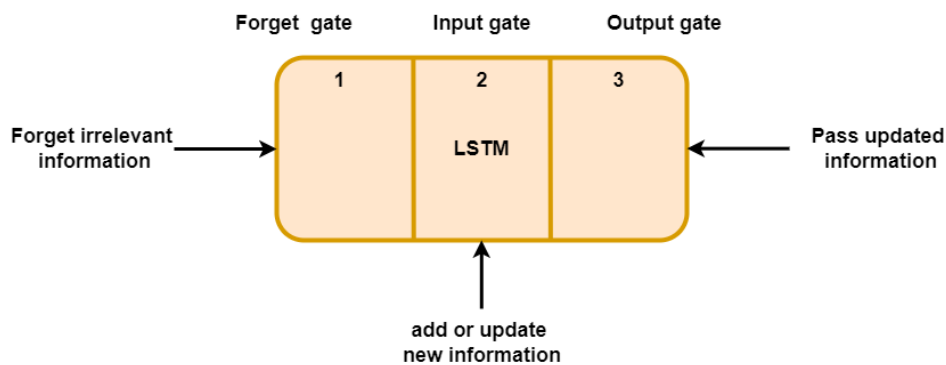 Forget gate
Input gate
Output gate
1
2
3
Forget irrelevant
information
LSTM
Pass updated
information
add or update
new information